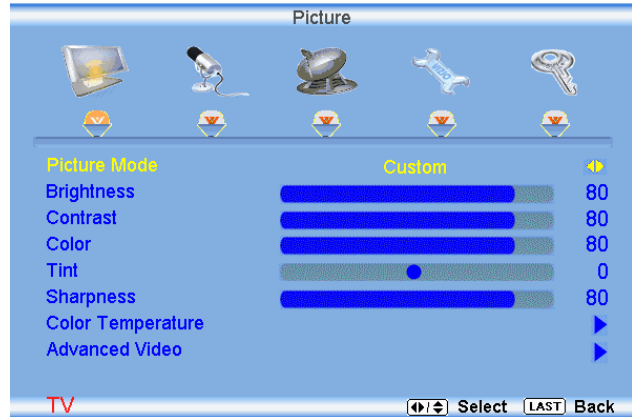 Picture
VIZIO
Picture Mode Custom
Brightness 80
Contrast 80
Color 80
Tint 0
Sharpness 80
Color Temperature
Advanced Video
TV Select LAST Back